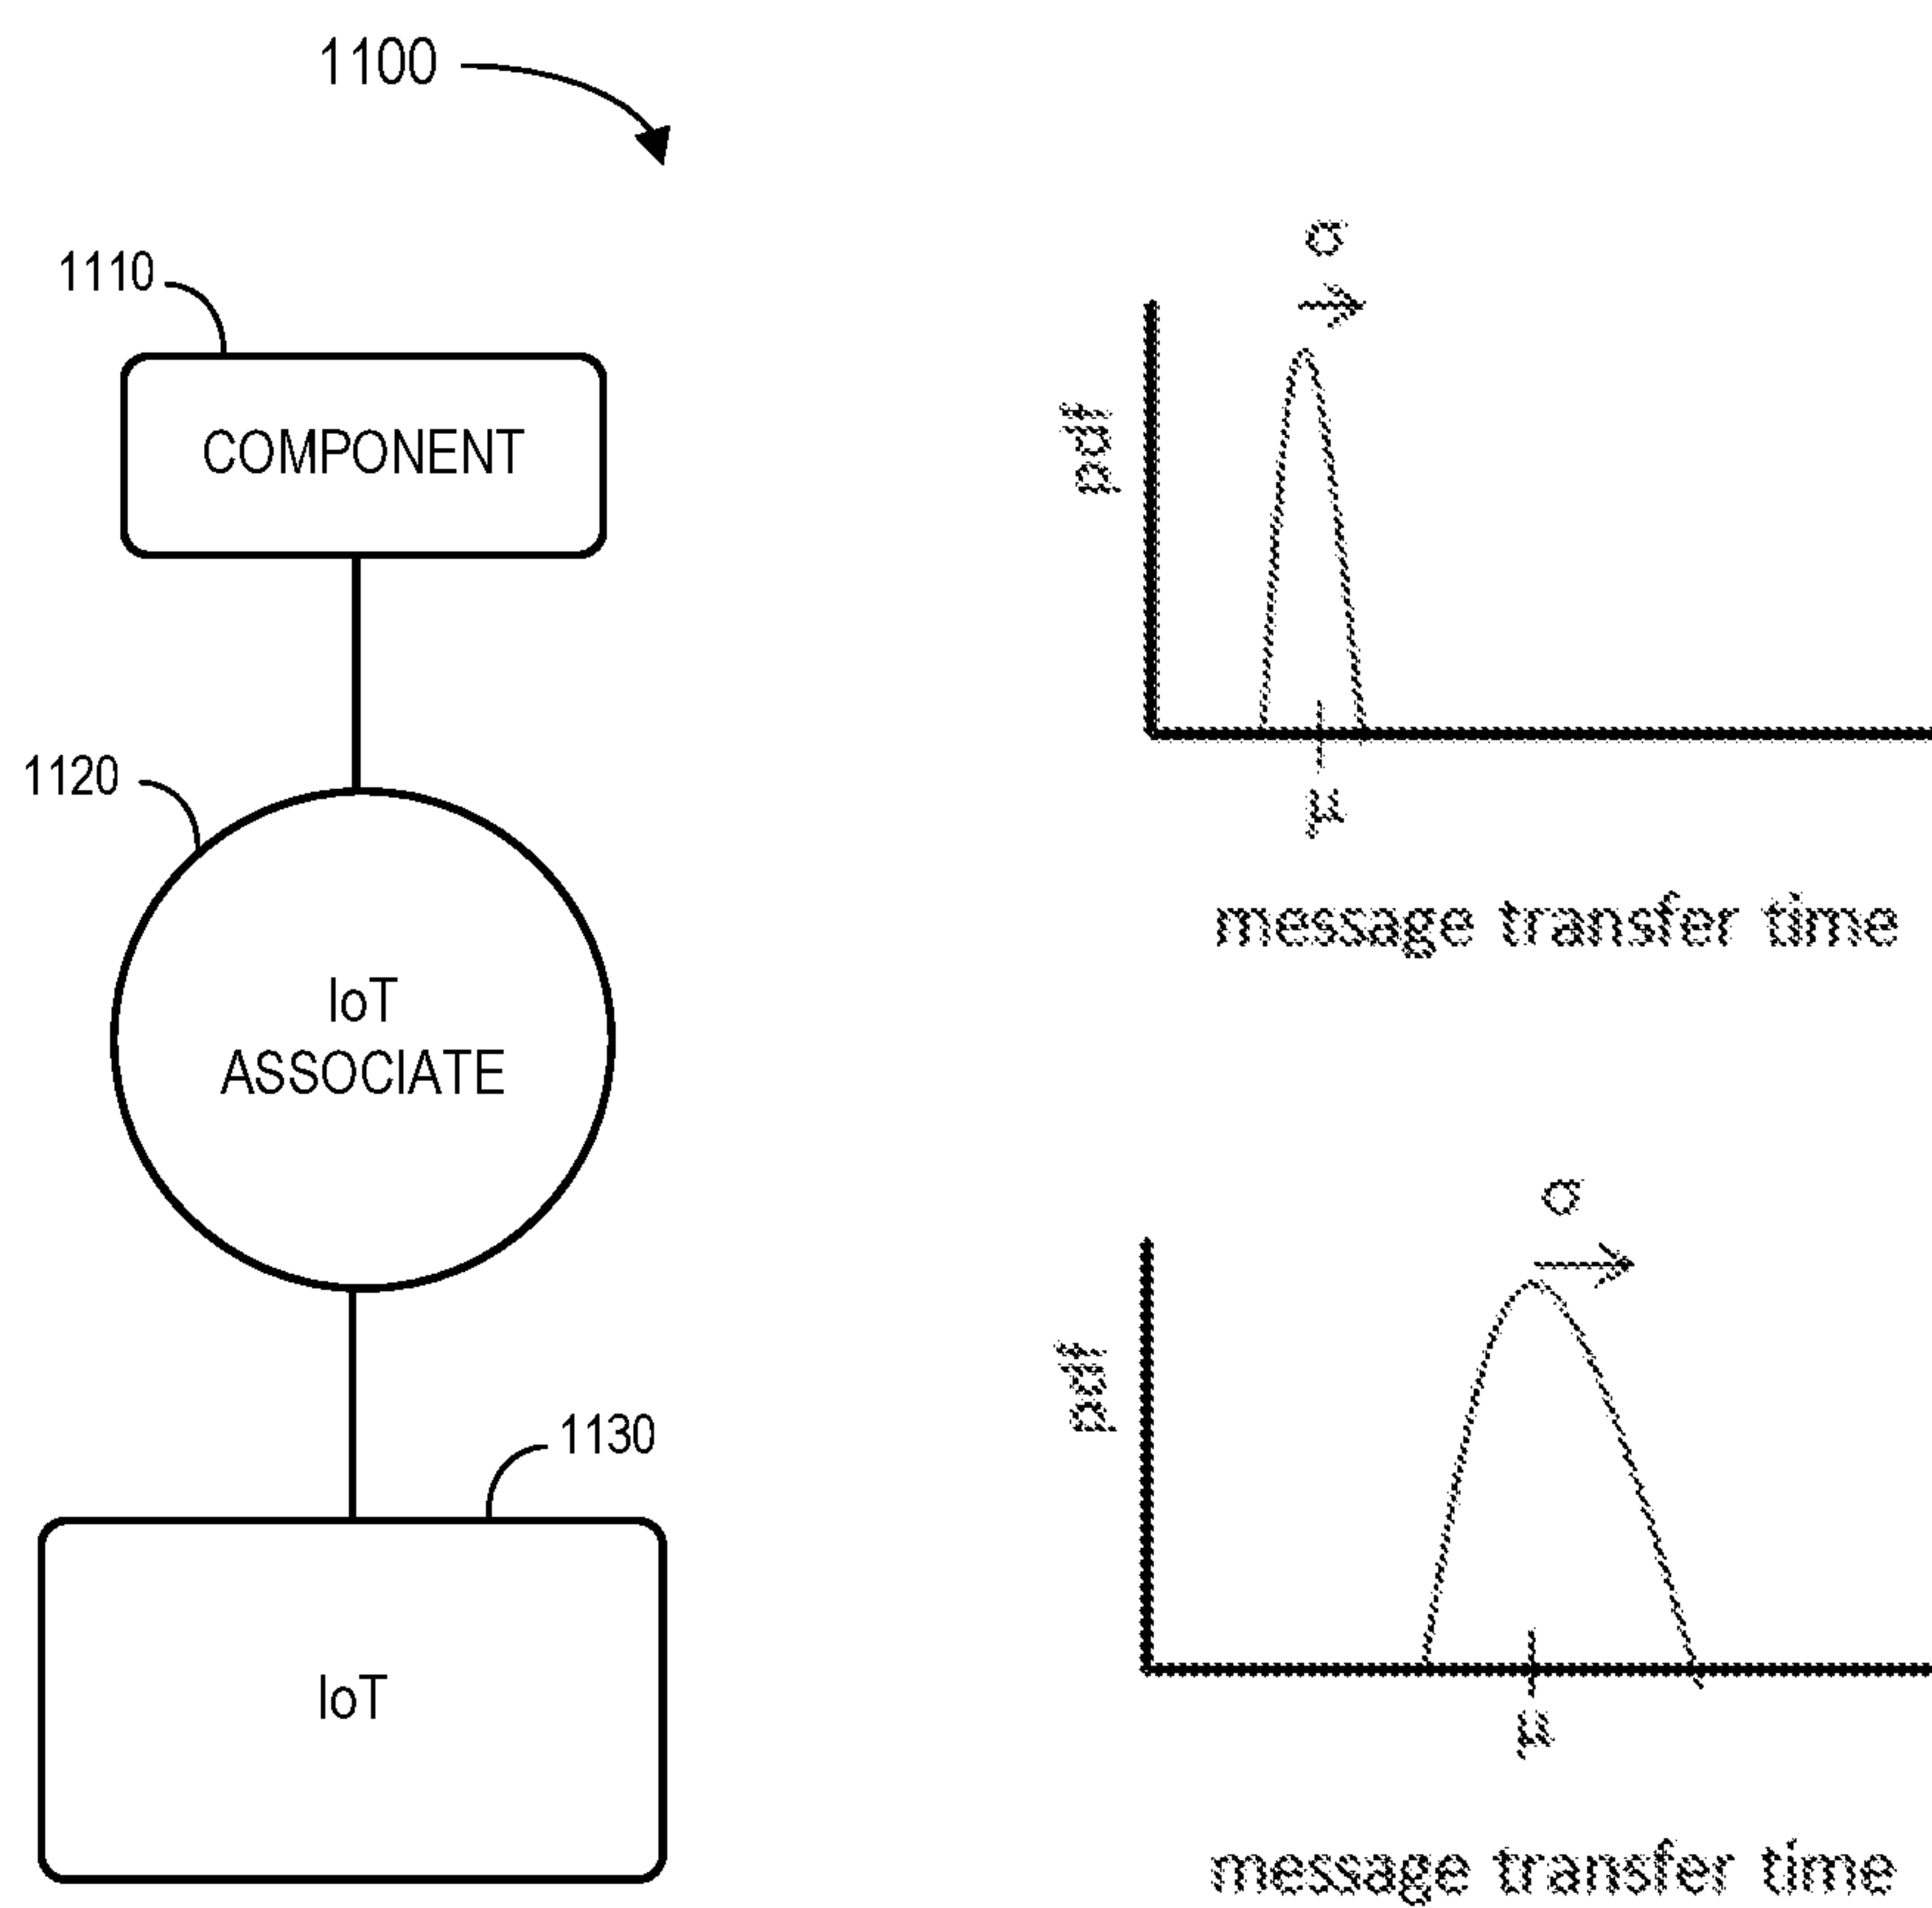 1100
1110
COMPONENT
1120
IoT
ASSOCIATE
1130
IoT
σ
pdf
μ
message transfer time
σ
pdf
μ
message transfer time